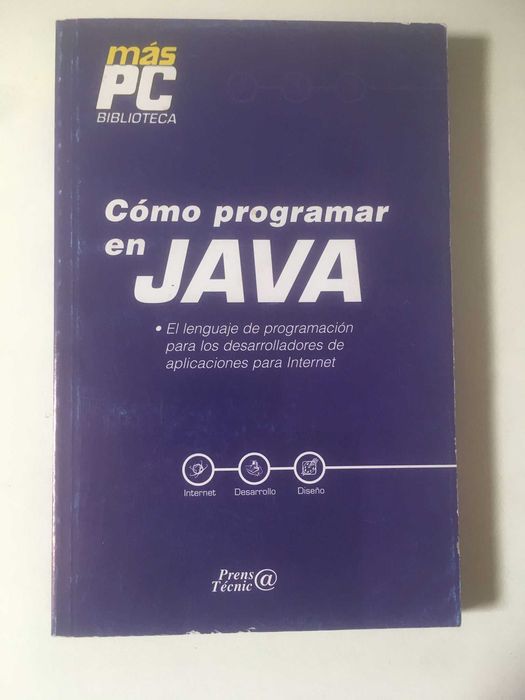 más
PC
BIBLIOTECA
Cómo programar
en JAVA
• El lenguaje de programación
para los desarrolladores de
aplicaciones para Internet
Internet Desarrollo Diseño
Prens
Técnic@